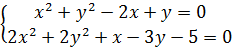 x² + y² − 2x + y = 0
2x² + 2y² + x − 3y − 5 = 0